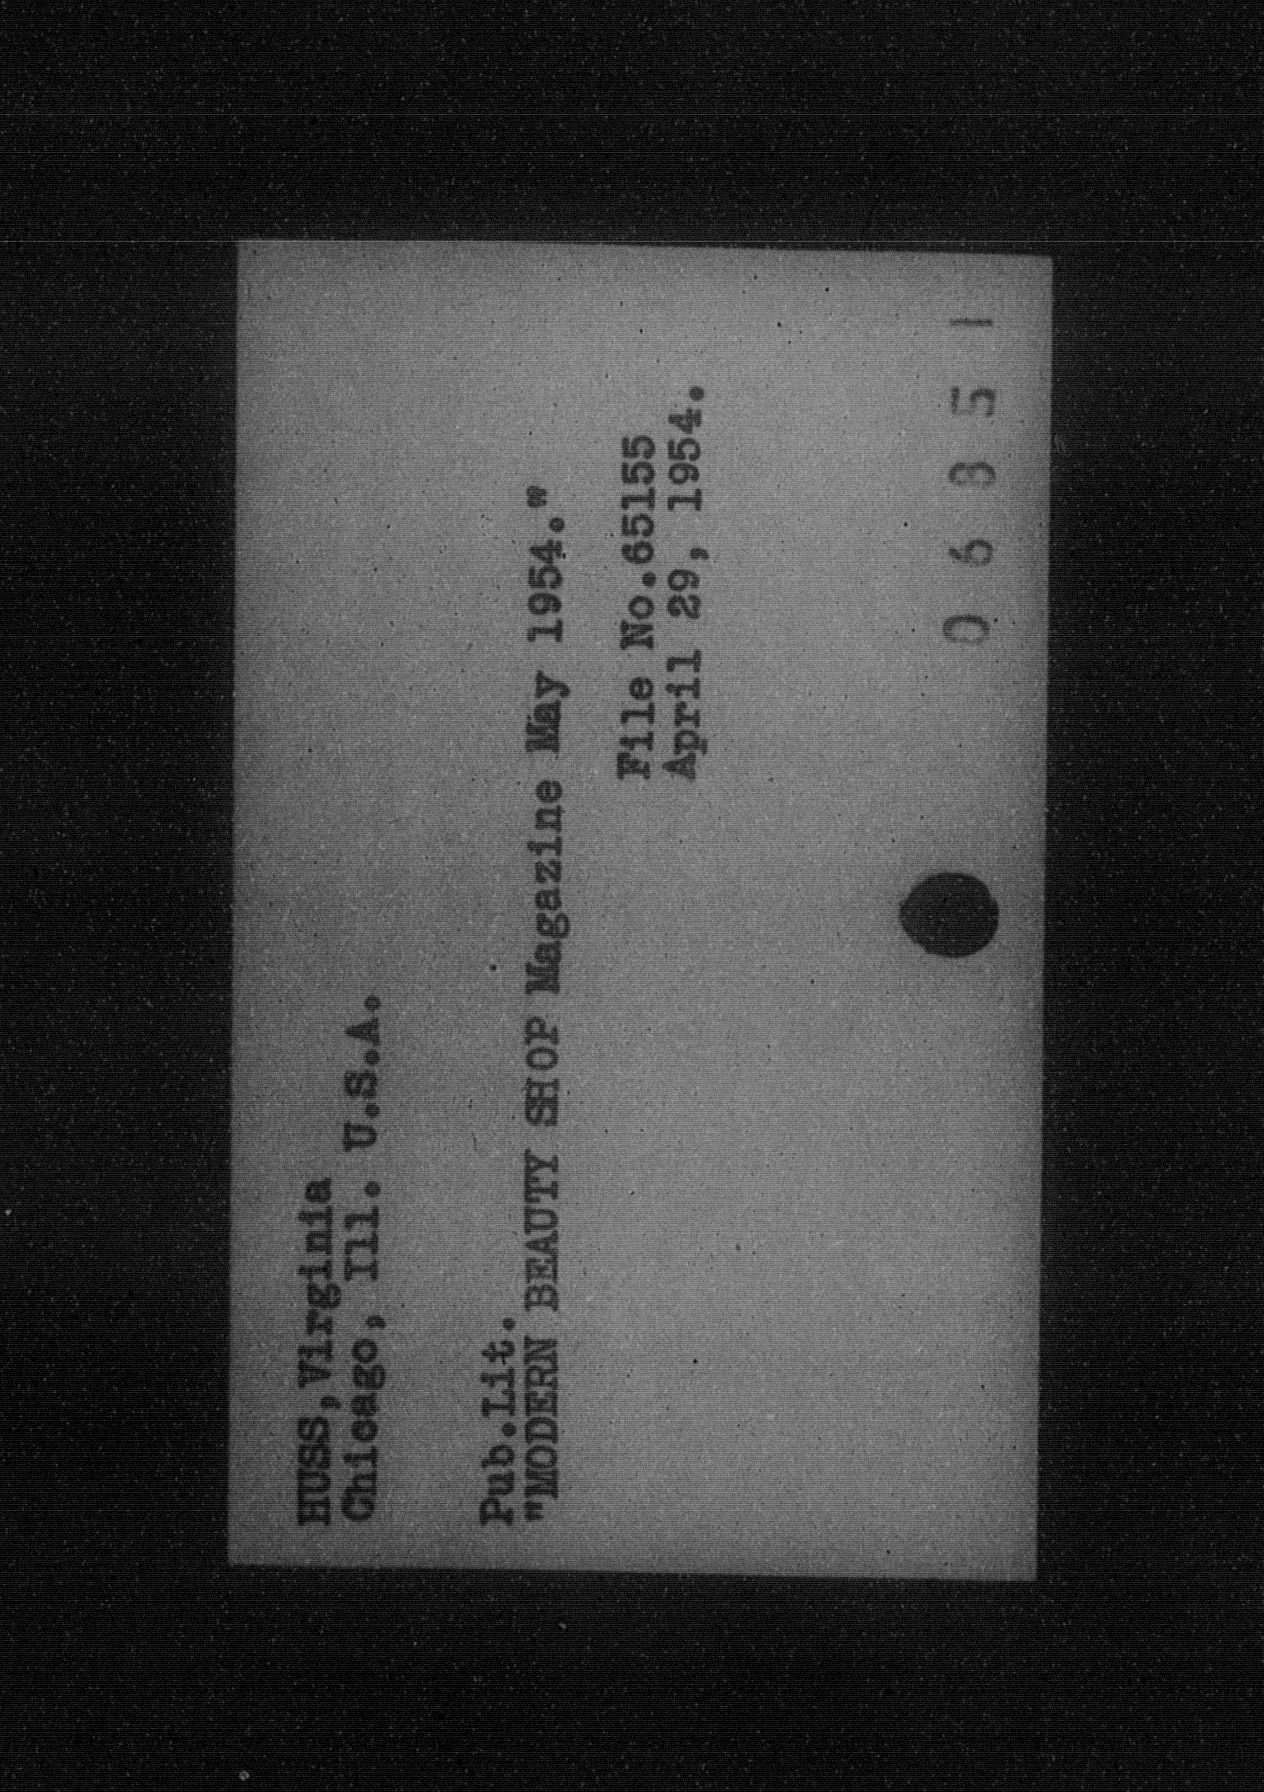 HUSS,Virginia
Chicago, Ill. U.S.A.
Pub.Lit.
"MODERN BEAUTY SHOP Magazine May 1954."
File No.65155
April 29, 1954.
0 6 8 5 1